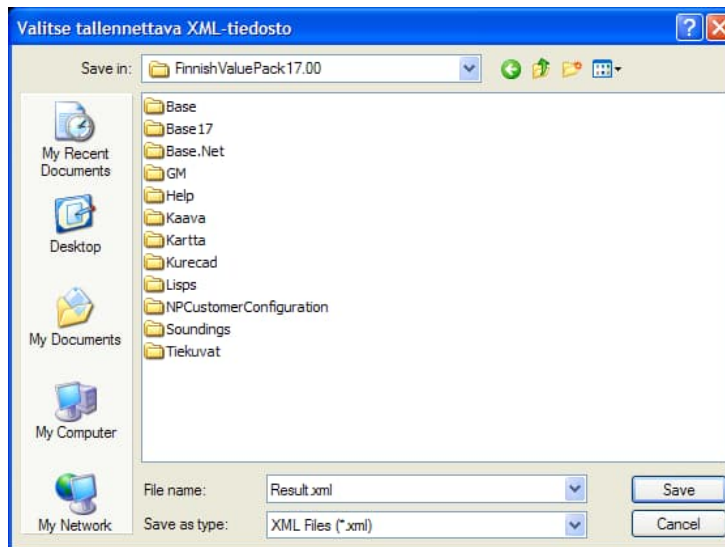 Valitse tallennettava XML-tiedosto
Save in:
FinnishValuePack17.00
My Recent
Documents
Desktop
My Documents
My Computer
My Network
Base
Base17
Base.Net
GM
Help
Kaava
Kartta
Kurecad
Lisps
NPCustomerConfiguration
Soundings
Tiekuvat
File name:
Result.xml
Save
Save as type:
XML Files (*.xml)
Cancel